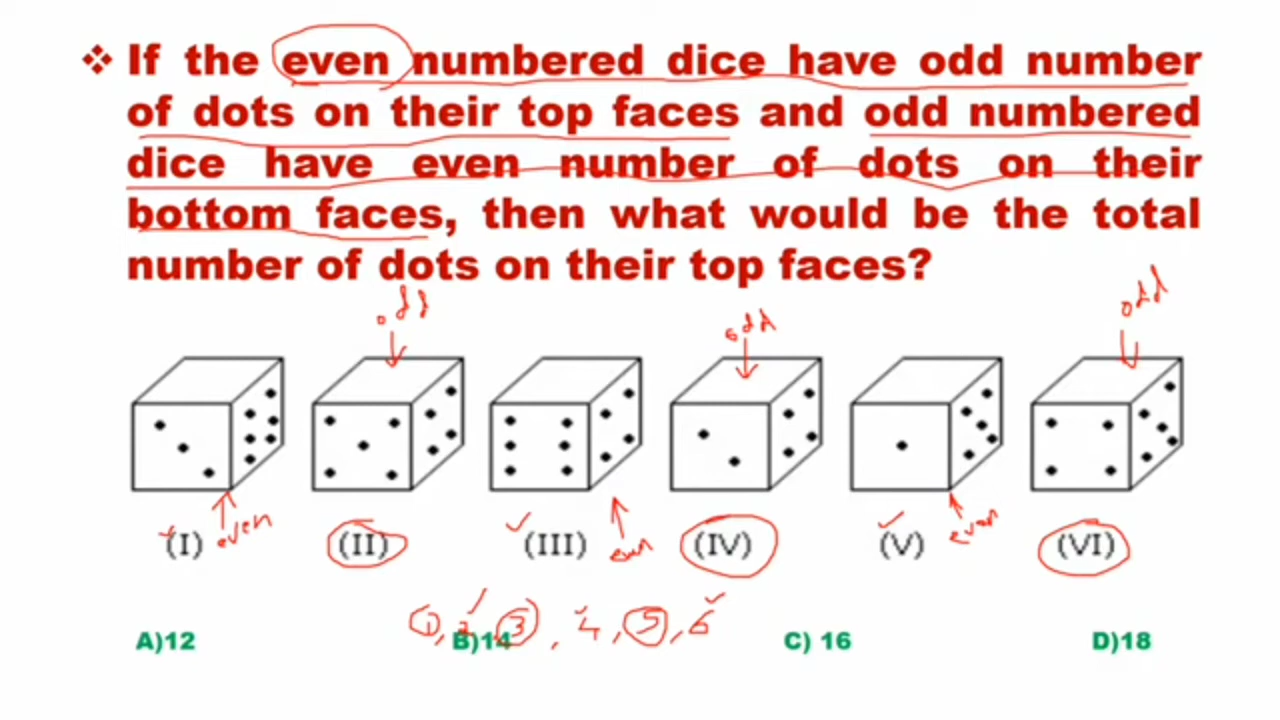 ❖ If the even numbered dice have odd number
of dots on their top faces and odd numbered
dice have even number of dots on their
bottom faces, then what would be the total
number of dots on their top faces?
odd odd odd
(I) even (II) (III) even (IV) (V) even (VI)
1, 2, 3, 4, 5, 6
A)12 B)14 C) 16 D)18